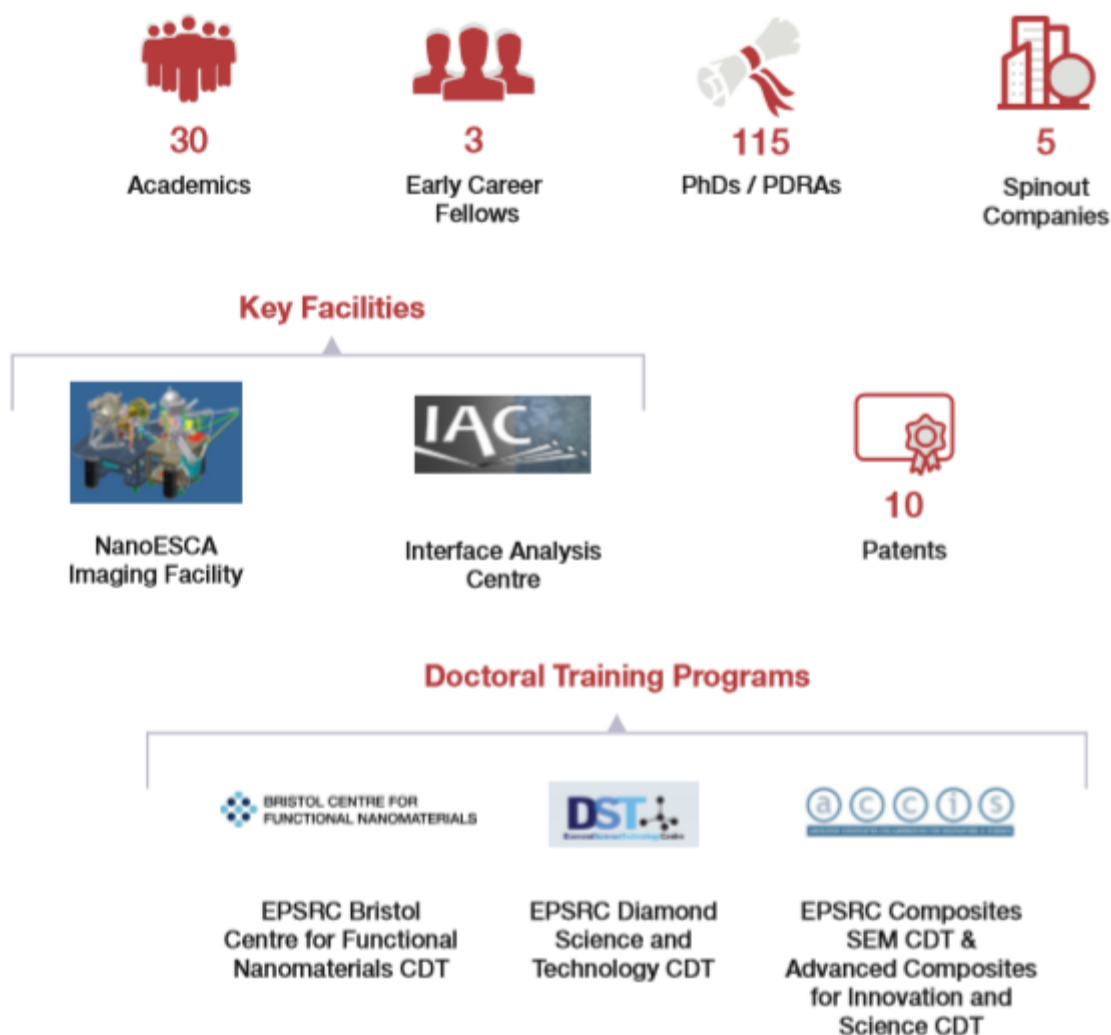 30
Academics
3
Early Career
Fellows
115
PhDs / PDRAs
5
Spinout
Companies
Key Facilities
NanoESCA
Imaging Facility
IAC
Interface Analysis
Centre
10
Patents
Doctoral Training Programs
BRISTOL CENTRE FOR
FUNCTIONAL NANOMATERIALS
EPSRC Bristol
Centre for Functional
Nanomaterials CDT
DST
DiamondScienceTechnologyCentre
EPSRC Diamond
Science and
Technology CDT
accis
EPSRC Composites
SEM CDT &
Advanced Composites
for Innovation and
Science CDT